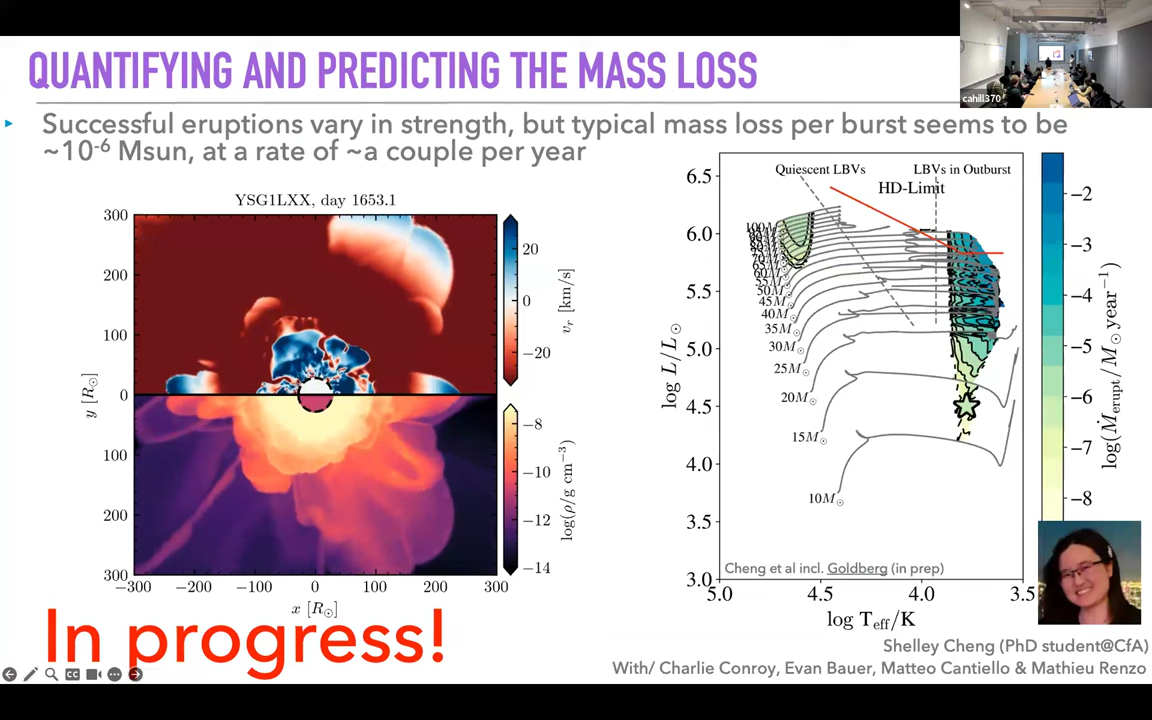 QUANTIFYING AND PREDICTING THE MASS LOSS
cahill370
Successful eruptions vary in strength, but typical mass loss per burst seems to be
~10⁻⁶ Msun, at a rate of ~a couple per year
YSG1LXX, day 1653.1
300
200
100
0
100
200
300
y [R☉]
−300 −200 −100 0 100 200 300
x [R☉]
20
0
−20
v_r [km/s]
−8
−10
−12
−14
log(ρ/g cm⁻³)
Quiescent LBVs
LBVs in Outburst
HD-Limit
6.5
6.0
5.5
5.0
4.5
4.0
3.5
3.0
log L/L☉
100M
60M
55M
50M☉
45M☉
40M☉
35M☉
30M☉
25M☉
20M☉
15M☉
10M☉
Cheng et al incl. Goldberg (in prep)
5.0 4.5 4.0 3.5
log T_eff/K
−2
−3
−4
−5
−6
−7
−8
log(Ṁ_erupt/M☉ year⁻¹)
In progress!
Shelley Cheng (PhD student@CfA)
With/ Charlie Conroy, Evan Bauer, Matteo Cantiello & Mathieu Renzo